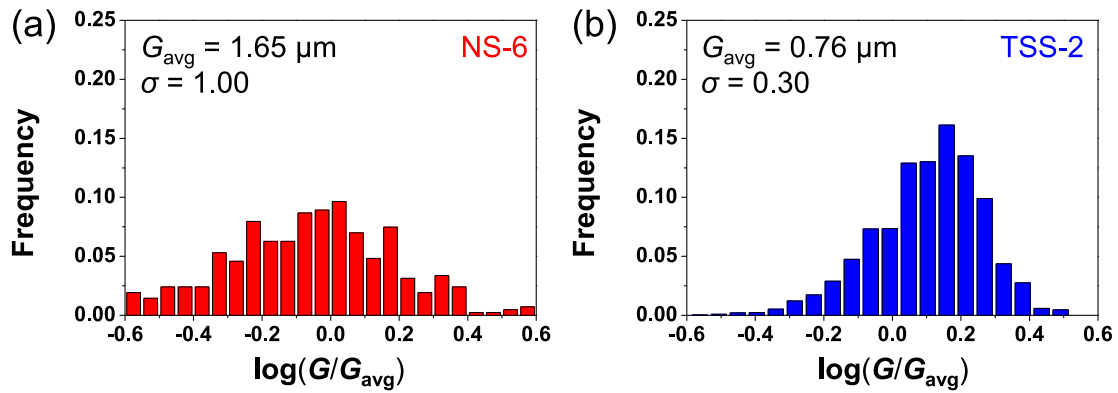 (a)
G_avg = 1.65 µm
σ = 1.00
NS-6
Frequency
0.25
0.20
0.15
0.10
0.05
0.00
-0.6 -0.4 -0.2 0.0 0.2 0.4 0.6
log(G/G_avg)
(b)
G_avg = 0.76 µm
σ = 0.30
TSS-2
Frequency
0.25
0.20
0.15
0.10
0.05
0.00
-0.6 -0.4 -0.2 0.0 0.2 0.4 0.6
log(G/G_avg)